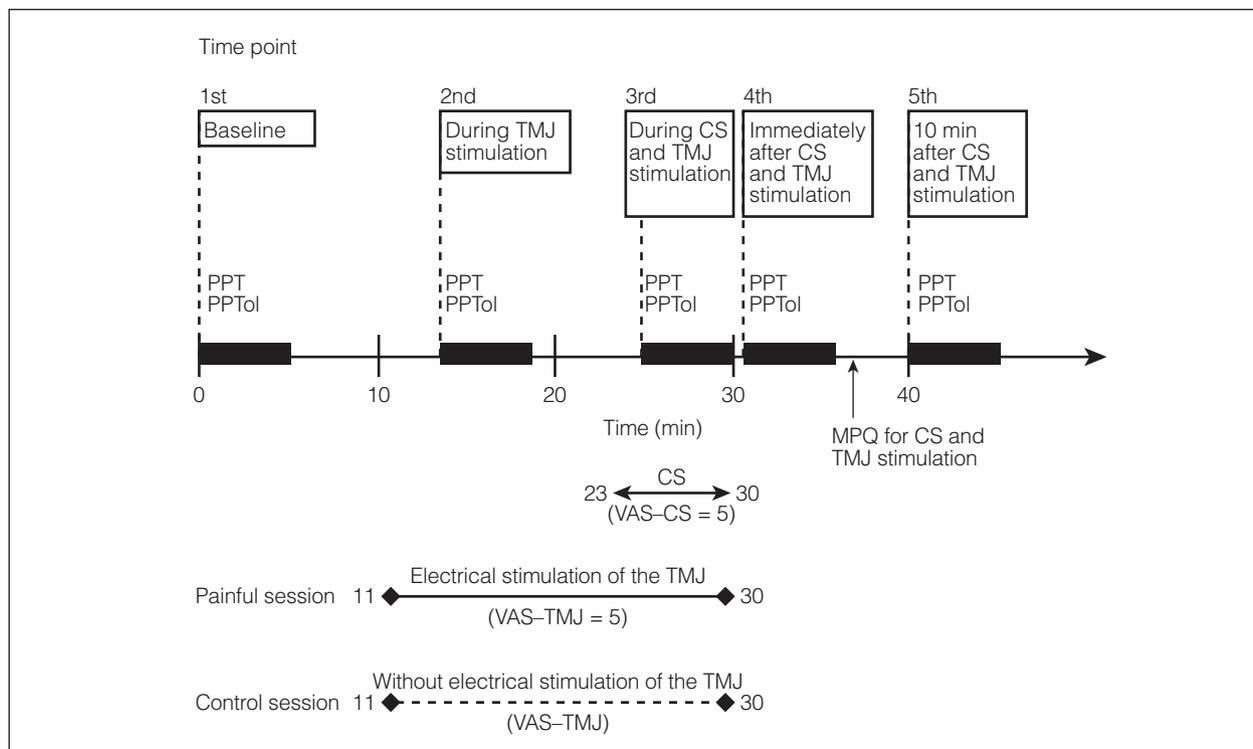 Time point
1st
Baseline
2nd
During TMJ
stimulation
3rd
During CS
and TMJ
stimulation
4th
Immediately
after CS
and TMJ
stimulation
5th
10 min
after CS
and TMJ
stimulation
PPT
PPTol
PPT
PPTol
PPT
PPTol
PPT
PPTol
PPT
PPTol
0
10
20
30
40
Time (min)
MPQ for CS and
TMJ stimulation
CS
23
30
(VAS–CS = 5)
Electrical stimulation of the TMJ
Painful session 11
30
(VAS–TMJ = 5)
Without electrical stimulation of the TMJ
Control session 11
30
(VAS–TMJ)